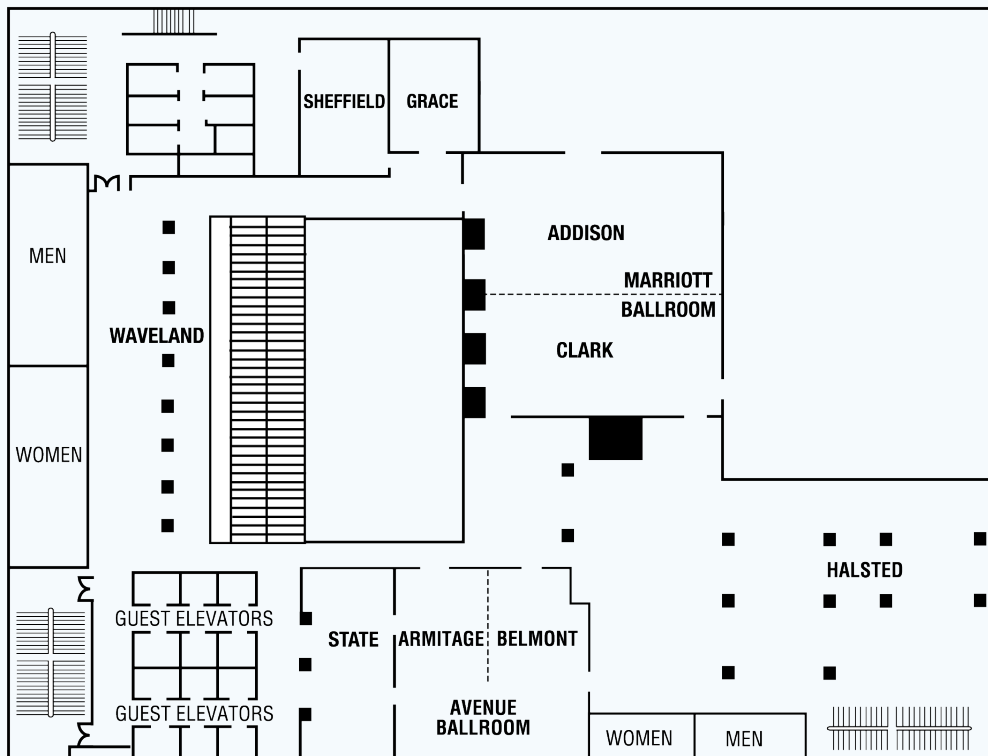 SHEFFIELD
GRACE
ADDISON
MEN
MARRIOTT
BALLROOM
WAVELAND
CLARK
WOMEN
HALSTED
GUEST ELEVATORS
STATE
ARMITAGE
BELMONT
GUEST ELEVATORS
AVENUE
BALLROOM
WOMEN
MEN